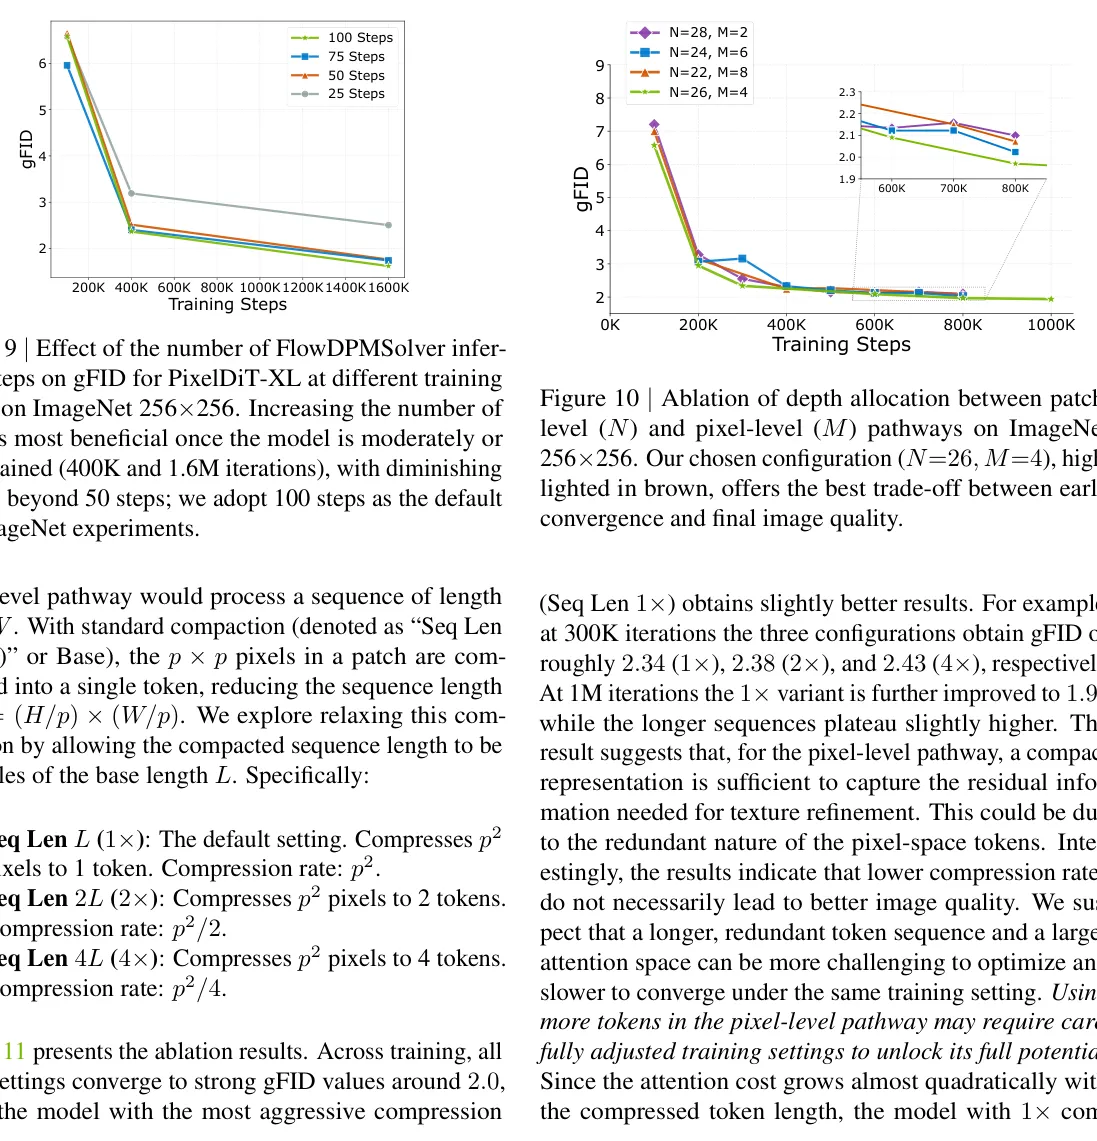 6
5
4
3
2
gFID
200K 400K 600K 800K 1000K 1200K 1400K 1600K
Training Steps
100 Steps
75 Steps
50 Steps
25 Steps
9 | Effect of the number of FlowDPMSolver infer-
teps on gFID for PixelDiT-XL at different training
on ImageNet 256×256. Increasing the number of
s most beneficial once the model is moderately or
ained (400K and 1.6M iterations), with diminishing
beyond 50 steps; we adopt 100 steps as the default
ageNet experiments.
evel pathway would process a sequence of length
W. With standard compaction (denoted as “Seq Len
)” or Base), the p × p pixels in a patch are com-
d into a single token, reducing the sequence length
= (H/p) × (W/p). We explore relaxing this com-
on by allowing the compacted sequence length to be
les of the base length L. Specifically:
eq Len L (1×): The default setting. Compresses p²
ixels to 1 token. Compression rate: p².
eq Len 2L (2×): Compresses p² pixels to 2 tokens.
ompression rate: p²/2.
eq Len 4L (4×): Compresses p² pixels to 4 tokens.
ompression rate: p²/4.
11 presents the ablation results. Across training, all
ettings converge to strong gFID values around 2.0,
the model with the most aggressive compression
N=28, M=2
N=24, M=6
N=22, M=8
N=26, M=4
9
8
7
6
5
4
3
2
gFID
2.3
2.2
2.1
2.0
1.9
600K 700K 800K
0K 200K 400K 600K 800K 1000K
Training Steps
Figure 10 | Ablation of depth allocation between patch
level (N) and pixel-level (M) pathways on ImageNe
256×256. Our chosen configuration (N=26, M=4), high
lighted in brown, offers the best trade-off between earl
convergence and final image quality.
(Seq Len 1×) obtains slightly better results. For example
at 300K iterations the three configurations obtain gFID o
roughly 2.34 (1×), 2.38 (2×), and 2.43 (4×), respectivel
At 1M iterations the 1× variant is further improved to 1.9
while the longer sequences plateau slightly higher. Th
result suggests that, for the pixel-level pathway, a compac
representation is sufficient to capture the residual info
mation needed for texture refinement. This could be du
to the redundant nature of the pixel-space tokens. Inte
estingly, the results indicate that lower compression rate
do not necessarily lead to better image quality. We sus
pect that a longer, redundant token sequence and a large
attention space can be more challenging to optimize an
slower to converge under the same training setting. Usin
more tokens in the pixel-level pathway may require care
fully adjusted training settings to unlock its full potentia
Since the attention cost grows almost quadratically wit
the compressed token length, the model with 1× com